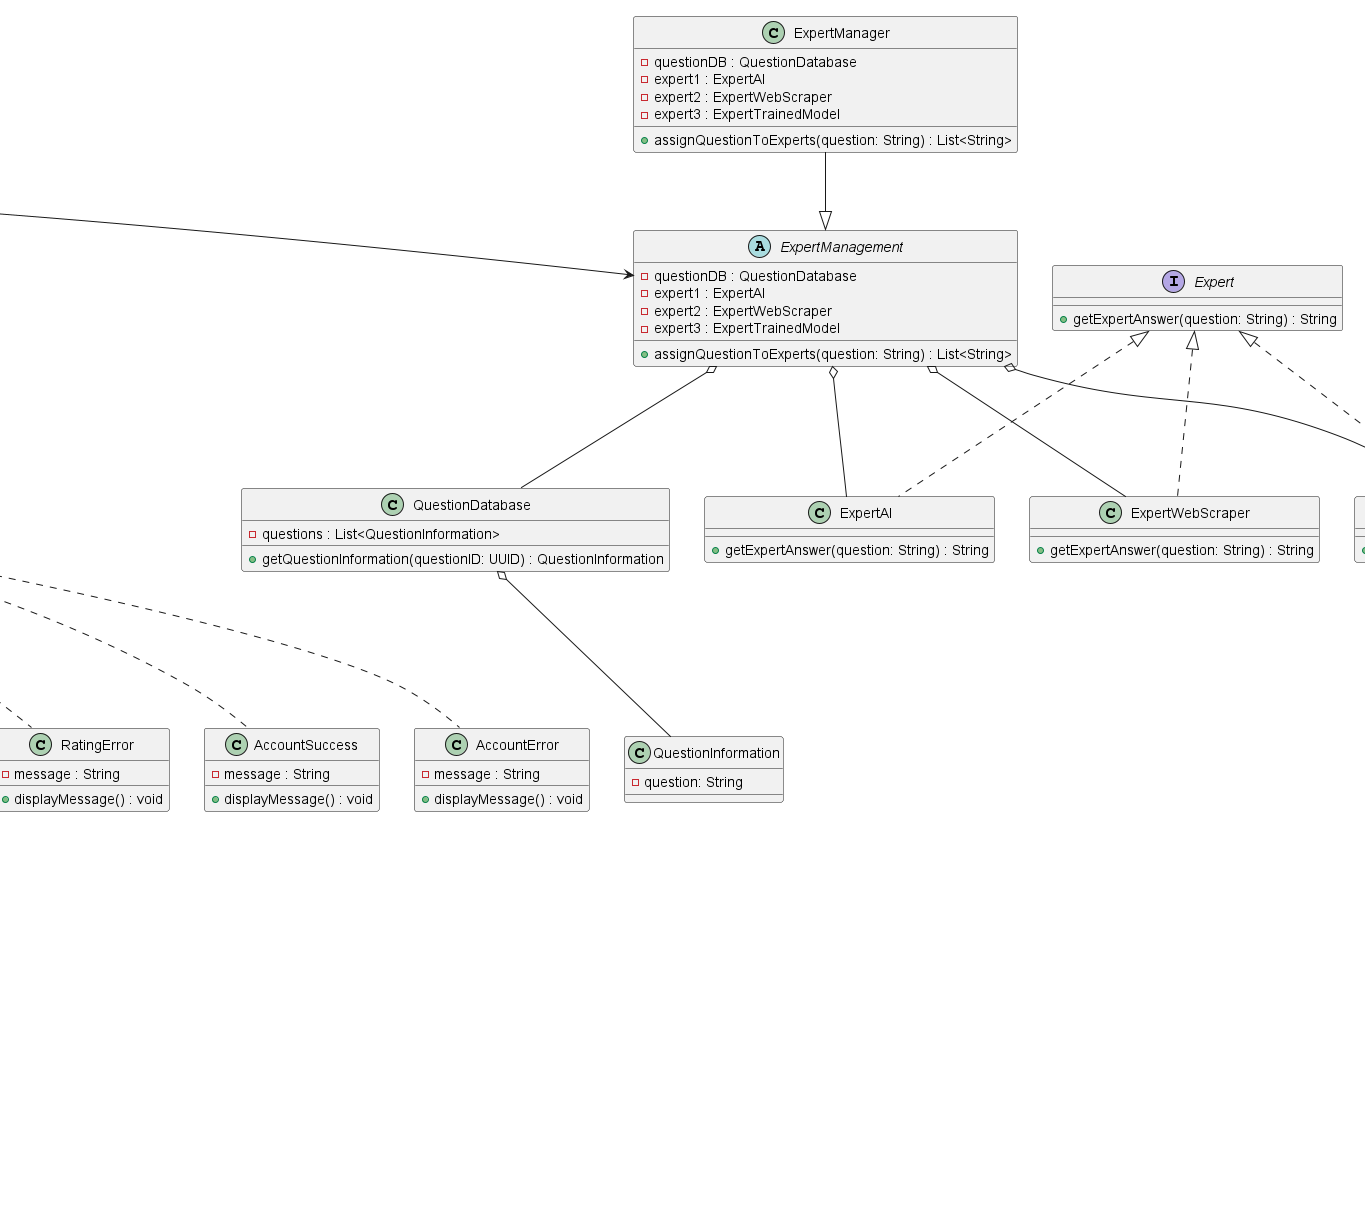 C ExpertManager
questionDB : QuestionDatabase
expert1 : ExpertAI
expert2 : ExpertWebScraper
expert3 : ExpertTrainedModel
assignQuestionToExperts(question: String) : List<String>
A ExpertManagement
questionDB : QuestionDatabase
expert1 : ExpertAI
expert2 : ExpertWebScraper
expert3 : ExpertTrainedModel
assignQuestionToExperts(question: String) : List<String>
I Expert
getExpertAnswer(question: String) : String
C QuestionDatabase
questions : List<QuestionInformation>
getQuestionInformation(questionID: UUID) : QuestionInformation
C ExpertAI
getExpertAnswer(question: String) : String
C ExpertWebScraper
getExpertAnswer(question: String) : String
C RatingError
message : String
displayMessage() : void
C AccountSuccess
message : String
displayMessage() : void
C AccountError
message : String
displayMessage() : void
C QuestionInformation
question: String